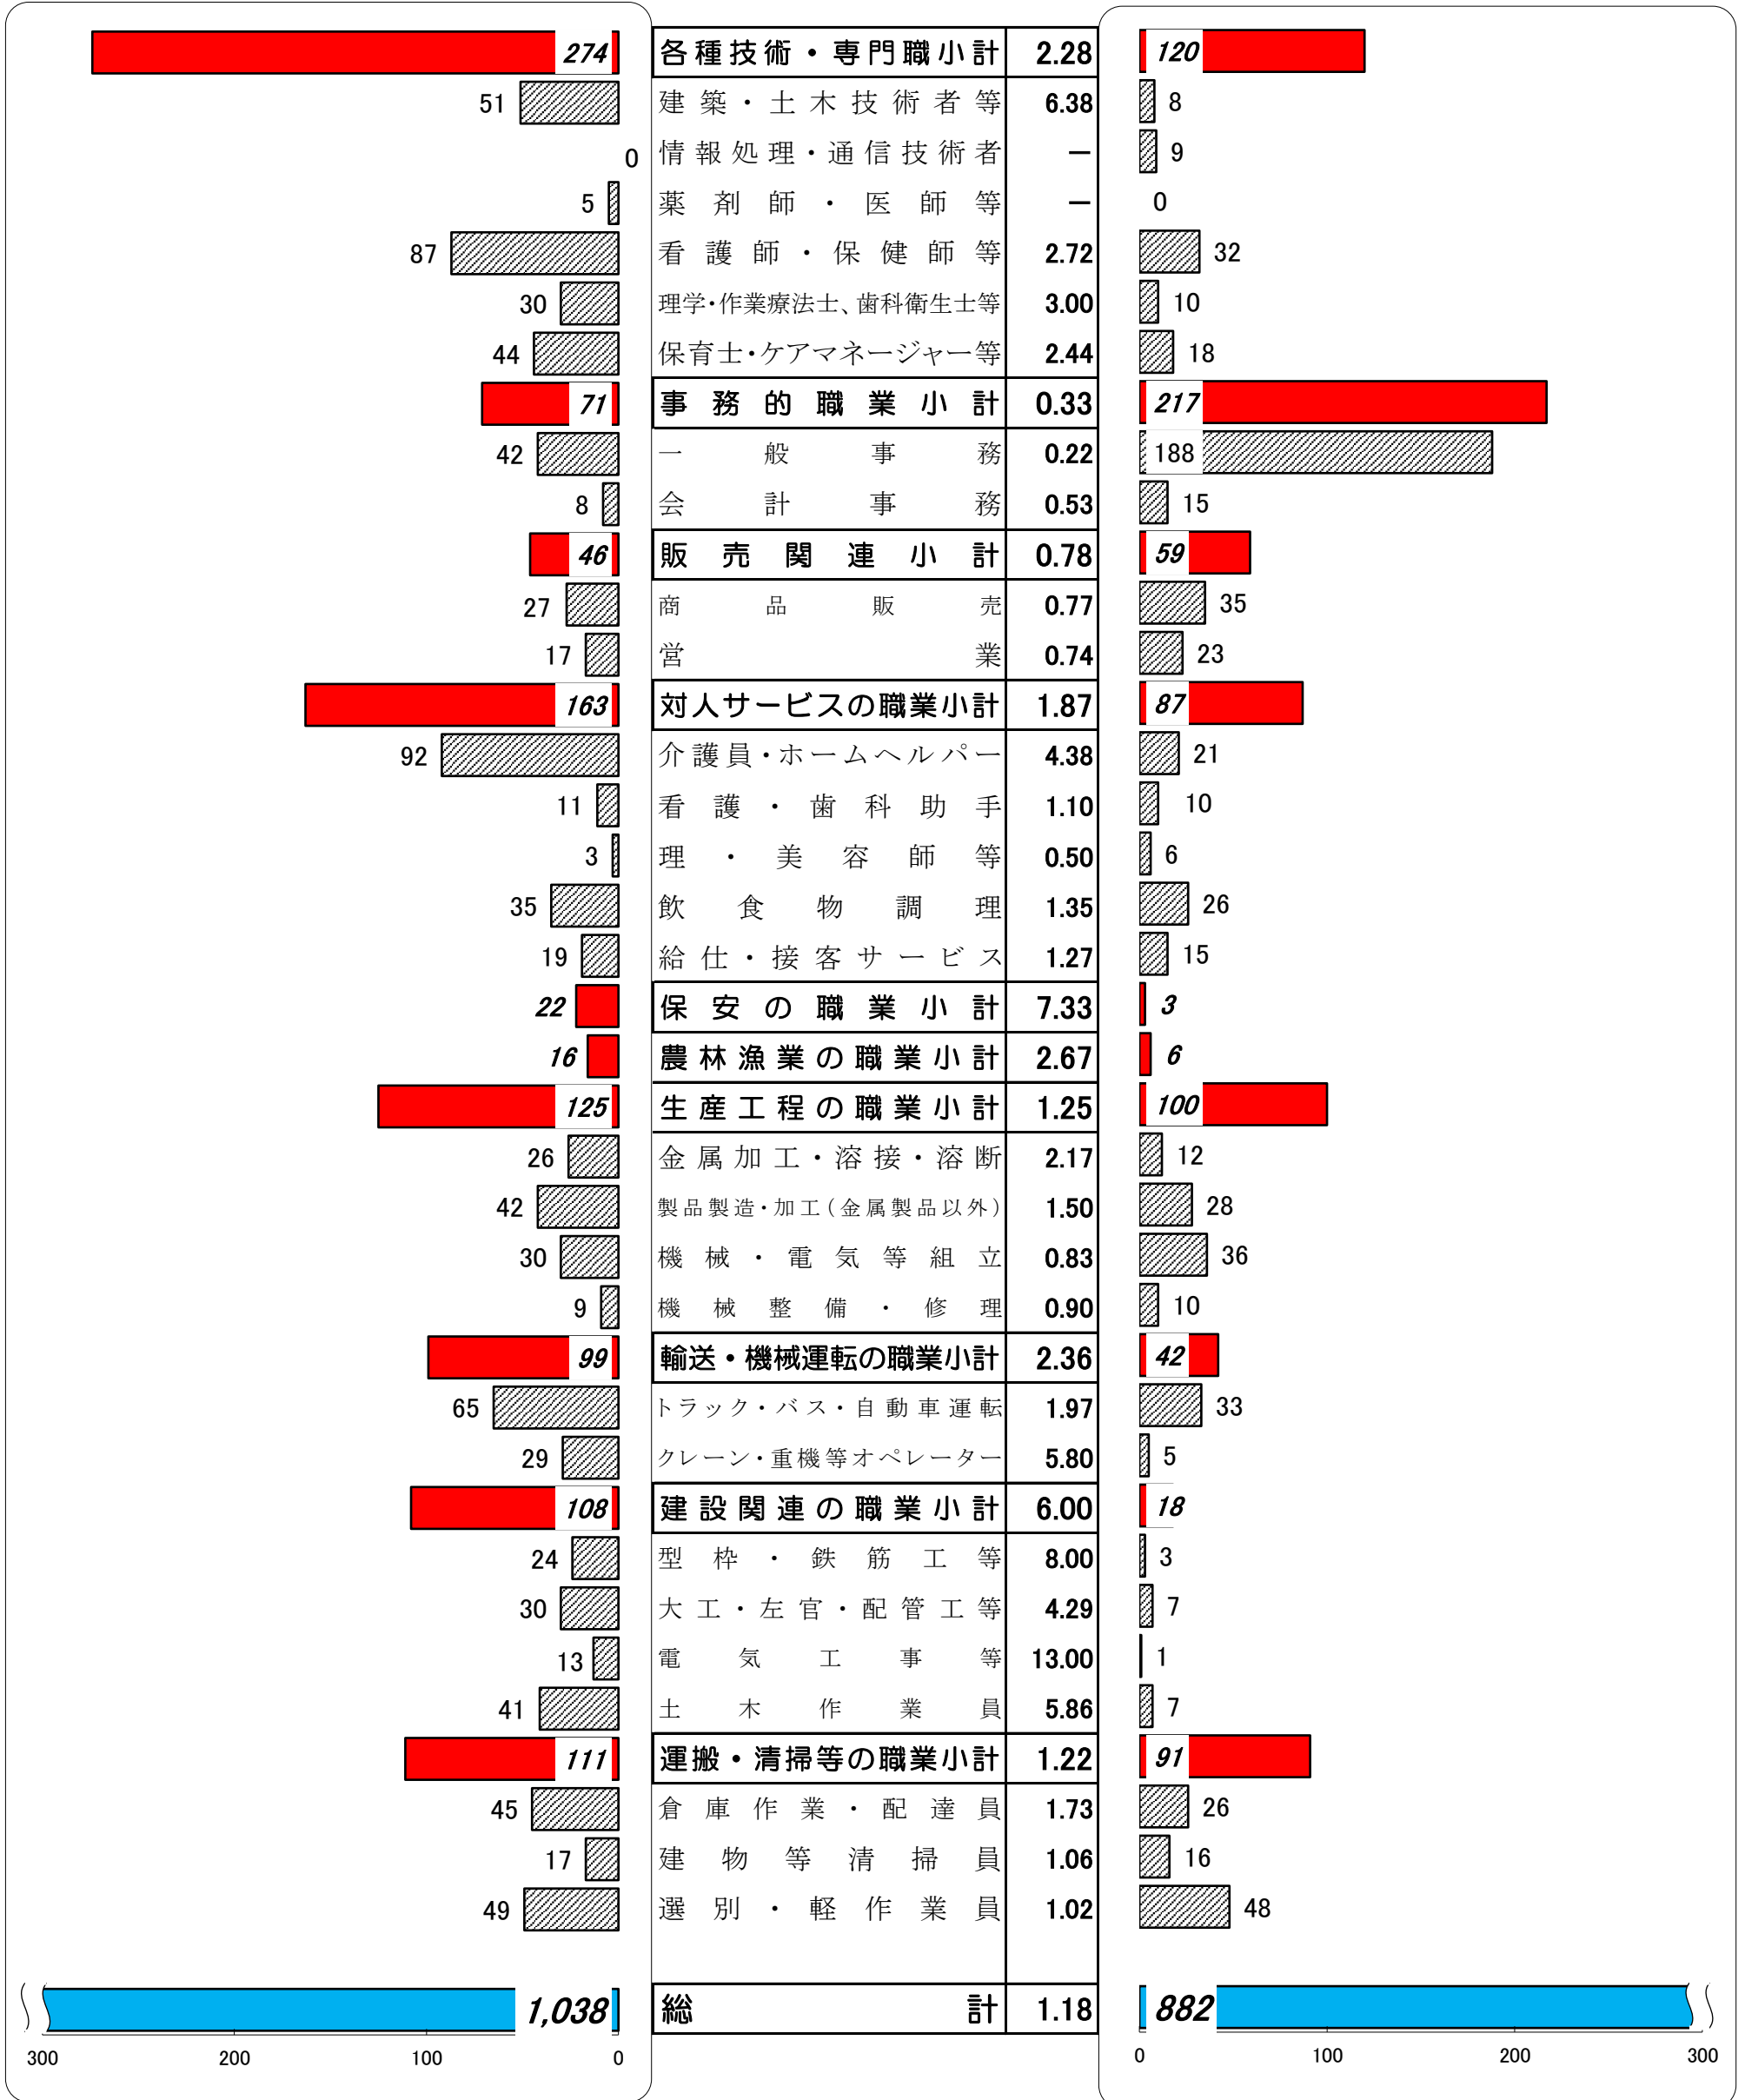 274 各種技術・専門職小計 2.28 120
51 建築・土木技術者等 6.38 8
0 情報処理・通信技術者 － 9
5 薬剤師・医師等 － 0
87 看護師・保健師等 2.72 32
30 理学・作業療法士、歯科衛生士等 3.00 10
44 保育士・ケアマネージャー等 2.44 18
71 事務的職業小計 0.33 217
42 一般事務 0.22 188
8 会計事務 0.53 15
46 販売関連小計 0.78 59
27 商品販売 0.77 35
17 営業 0.74 23
163 対人サービスの職業小計 1.87 87
92 介護員・ホームヘルパー 4.38 21
11 看護・歯科助手 1.10 10
3 理・美容師等 0.50 6
35 飲食物調理 1.35 26
19 給仕・接客サービス 1.27 15
22 保安の職業小計 7.33 3
16 農林漁業の職業小計 2.67 6
125 生産工程の職業小計 1.25 100
26 金属加工・溶接・溶断 2.17 12
42 製品製造・加工（金属製品以外） 1.50 28
30 機械・電気等組立 0.83 36
9 機械整備・修理 0.90 10
99 輸送・機械運転の職業小計 2.36 42
65 トラック・バス・自動車運転 1.97 33
29 クレーン・重機等オペレーター 5.80 5
108 建設関連の職業小計 6.00 18
24 型枠・鉄筋工等 8.00 3
30 大工・左官・配管工等 4.29 7
13 電気工事等 13.00 1
41 土木作業員 5.86 7
111 運搬・清掃等の職業小計 1.22 91
45 倉庫作業・配達員 1.73 26
17 建物等清掃員 1.06 16
49 選別・軽作業員 1.02 48
1,038 総計 1.18 882
300 200 100 0 0 100 200 300